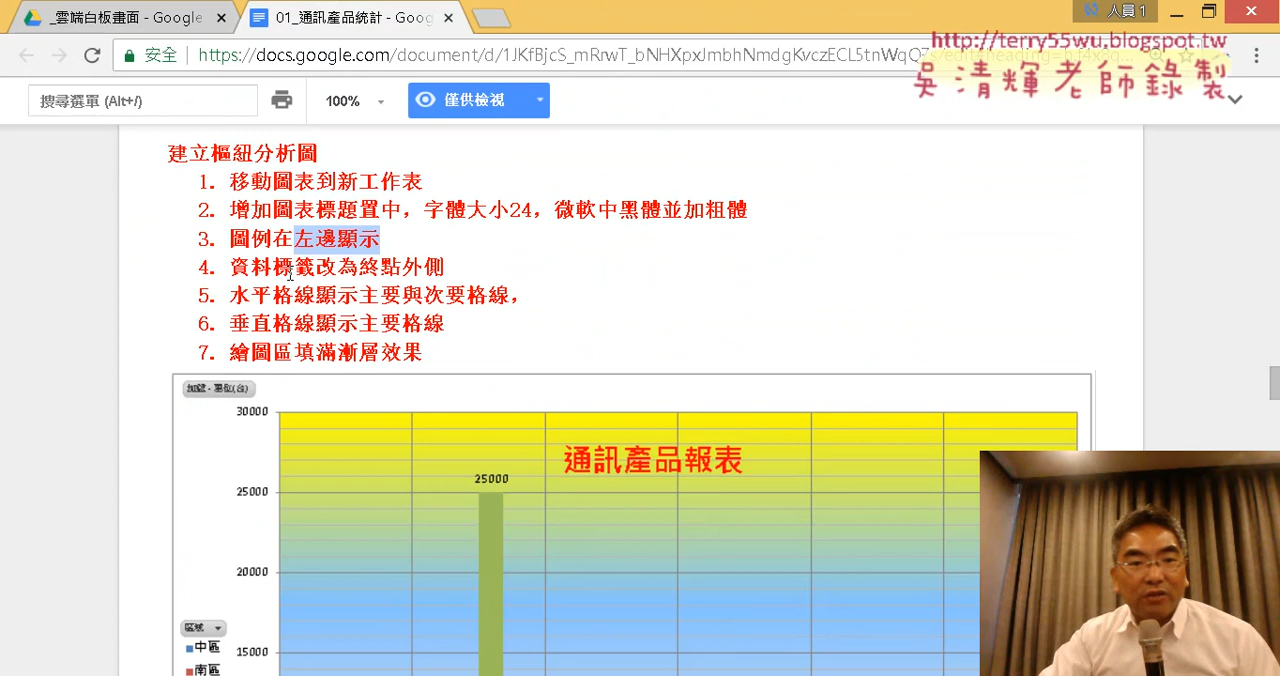 _雲端白板畫面 - Google
01_通訊產品統計 - Goog
人員 1
安全
https://docs.google.com/document/d/1JKfBjcS_mRrwT_bNHXpxJmbhNmdgKvczECL5tnWqQ
http://terry55wu.blogspot.tw
吳清輝老師錄製
搜尋選單 (Alt+/)
100%
僅供檢視
建立樞紐分析圖
1. 移動圖表到新工作表
2. 增加圖表標題置中，字體大小24，微軟中黑體並加粗體
3. 圖例在左邊顯示
4. 資料標籤改為終點外側
5. 水平格線顯示主要與次要格線，
6. 垂直格線顯示主要格線
7. 繪圖區填滿漸層效果
加總 - 單位(台)
30000
通訊產品報表
25000
25000
20000
區域
中區
15000
南區